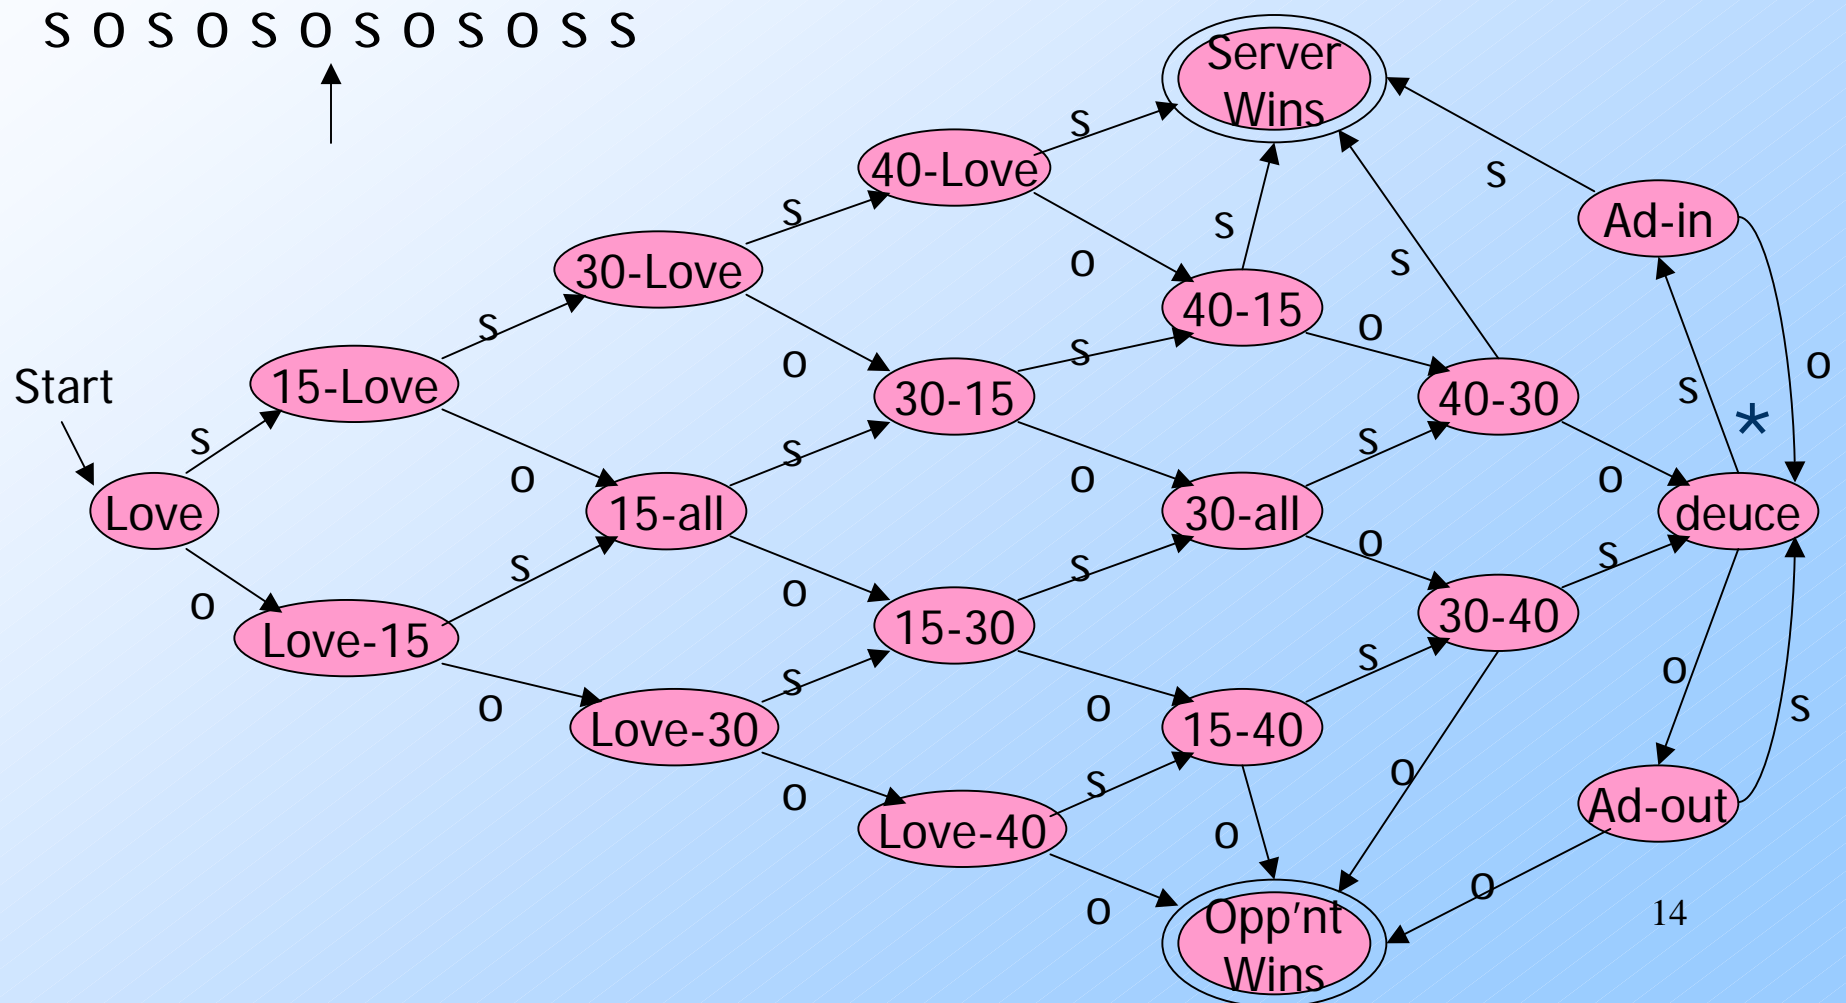 s o s o s o s o s o s s
Server
Wins
s
40-Love
s
s
Ad-in
s
s
30-Love
o
s
40-15
s
o
s
o
o
15-Love
30-15
s
40-30
Start
s
*
s
s
s
o
o
o
Love
15-all
30-all
deuce
s
s
o
s
o
o
o
Love-15
15-30
30-40
s
s
o
o
o
s
Love-30
15-40
o
s
o
Love-40
o
Ad-out
o
o
o
Opp'nt
Wins
14